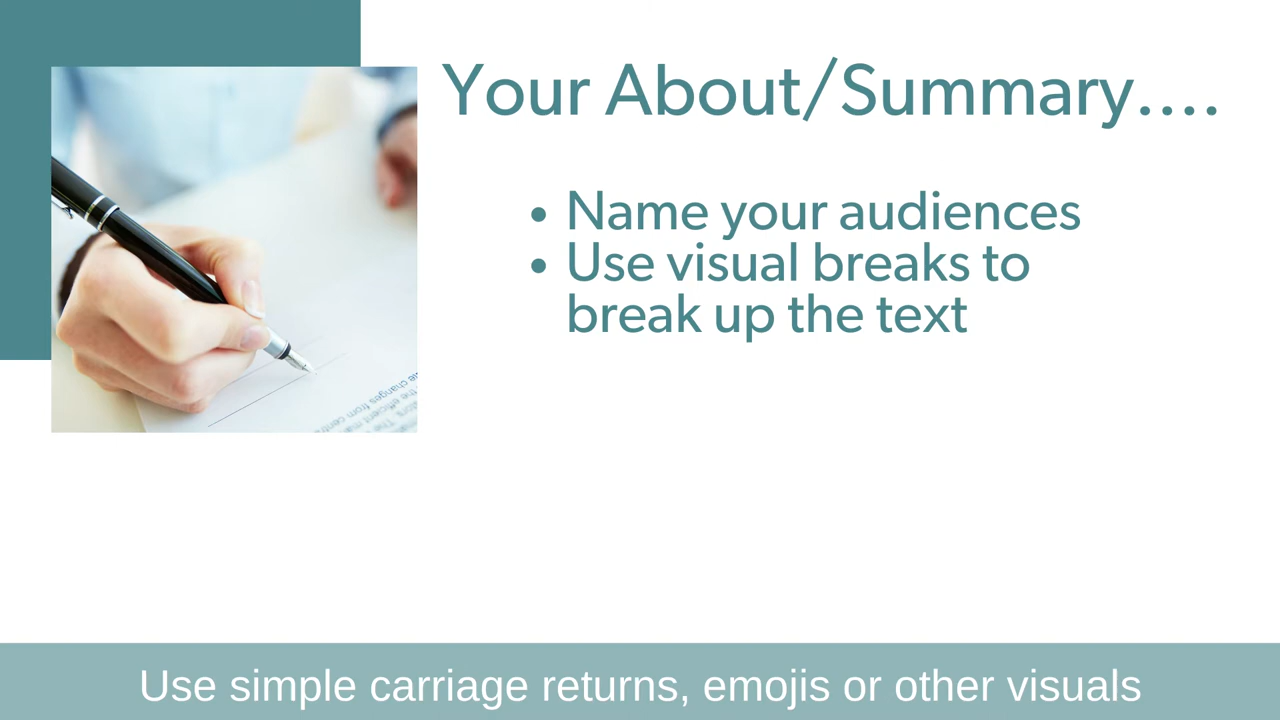 Your About/Summary....
• Name your audiences
• Use visual breaks to
break up the text
Use simple carriage returns, emojis or other visuals